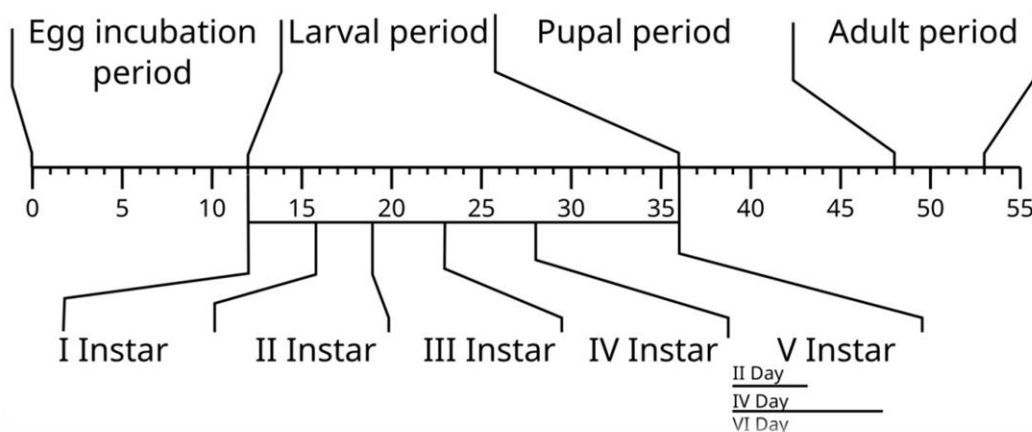 Egg incubation period
Larval period
Pupal period
Adult period
0 5 10 15 20 25 30 35 40 45 50 55
I Instar II Instar III Instar IV Instar V Instar
II Day
IV Day
VI Day